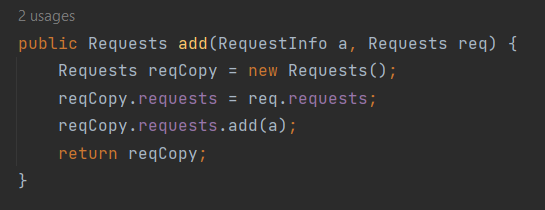 2 usages
public Requests add(RequestInfo a, Requests req) {
    Requests reqCopy = new Requests();
    reqCopy.requests = req.requests;
    reqCopy.requests.add(a);
    return reqCopy;
}